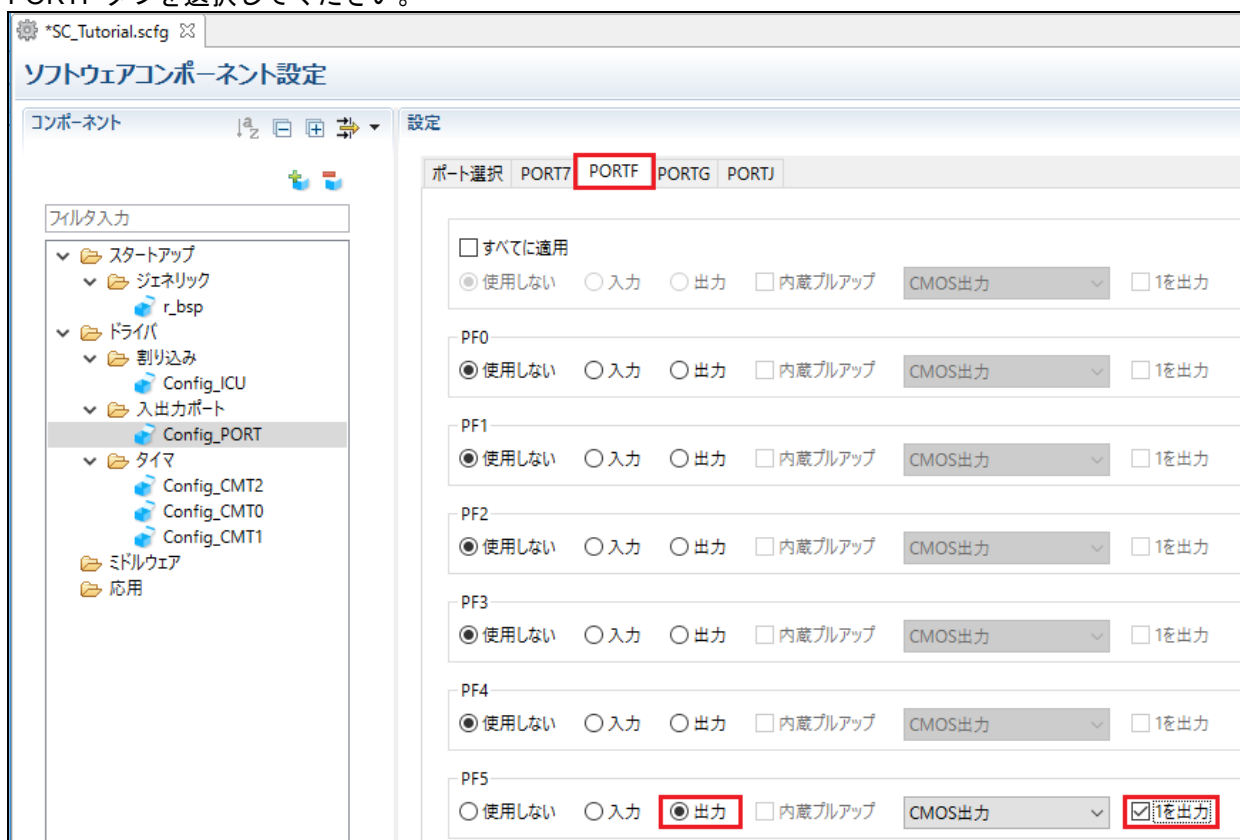 PORTF タブを選択してください。
*SC_Tutorial.scfg
ソフトウェアコンポーネント設定
コンポーネント
設定
フィルタ入力
スタートアップ
ジェネリック
r_bsp
ドライバ
割り込み
Config_ICU
入出力ポート
Config_PORT
タイマ
Config_CMT2
Config_CMT0
Config_CMT1
ミドルウェア
応用
ポート選択 PORT7 PORTF PORTG PORTJ
すべてに適用
使用しない 入力 出力 内蔵プルアップ CMOS出力 1を出力
PF0
使用しない 入力 出力 内蔵プルアップ CMOS出力 1を出力
PF1
使用しない 入力 出力 内蔵プルアップ CMOS出力 1を出力
PF2
使用しない 入力 出力 内蔵プルアップ CMOS出力 1を出力
PF3
使用しない 入力 出力 内蔵プルアップ CMOS出力 1を出力
PF4
使用しない 入力 出力 内蔵プルアップ CMOS出力 1を出力
PF5
使用しない 入力 出力 内蔵プルアップ CMOS出力 1を出力